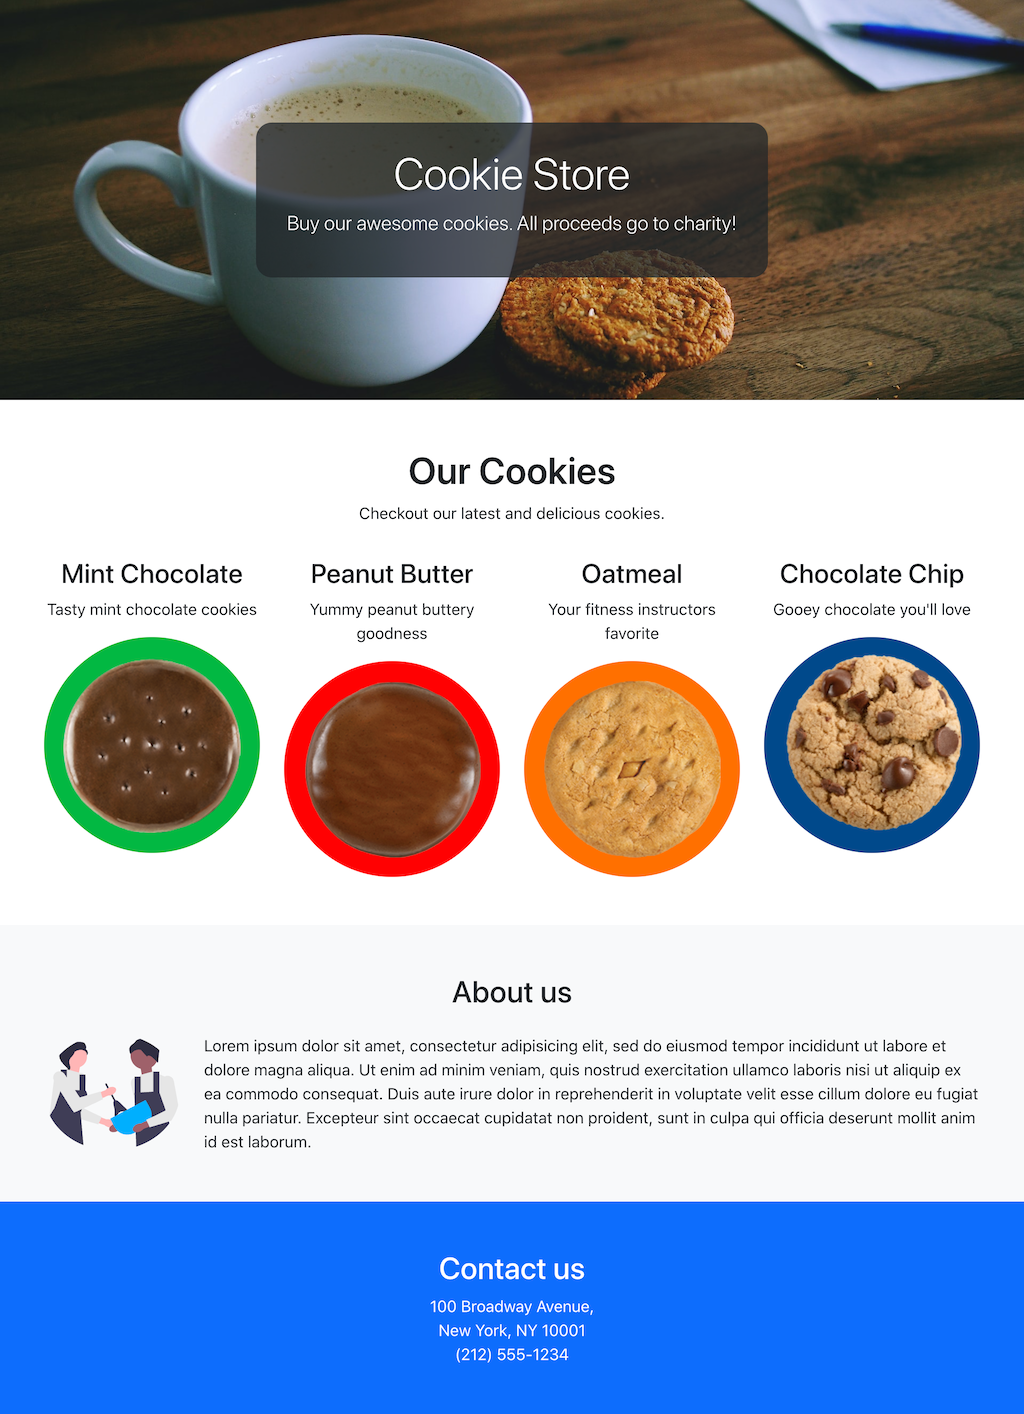 Cookie Store
Buy our awesome cookies. All proceeds go to charity!
Our Cookies
Checkout our latest and delicious cookies.
Mint Chocolate
Tasty mint chocolate cookies
Peanut Butter
Yummy peanut buttery
goodness
Oatmeal
Your fitness instructors
favorite
Chocolate Chip
Gooey chocolate you'll love
About us
Lorem ipsum dolor sit amet, consectetur adipisicing elit, sed do eiusmod tempor incididunt ut labore et
dolore magna aliqua. Ut enim ad minim veniam, quis nostrud exercitation ullamco laboris nisi ut aliquip ex
ea commodo consequat. Duis aute irure dolor in reprehenderit in voluptate velit esse cillum dolore eu fugiat
nulla pariatur. Excepteur sint occaecat cupidatat non proident, sunt in culpa qui officia deserunt mollit anim
id est laborum.
Contact us
100 Broadway Avenue,
New York, NY 10001
(212) 555-1234